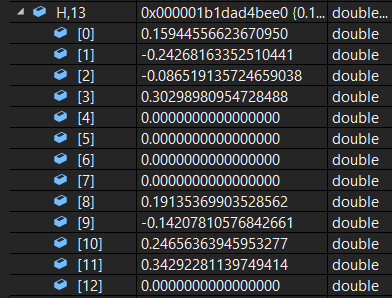 H,13 0x000001b1dad4bee0 {0.1... double...
[0] 0.15944556623670950 double
[1] -0.24268163352510441 double
[2] -0.086519135724659038 double
[3] 0.30298980954728488 double
[4] 0.0000000000000000 double
[5] 0.0000000000000000 double
[6] 0.0000000000000000 double
[7] 0.0000000000000000 double
[8] 0.19135369903528562 double
[9] -0.14207810576842661 double
[10] 0.24656363945953277 double
[11] 0.34292281139749414 double
[12] 0.0000000000000000 double